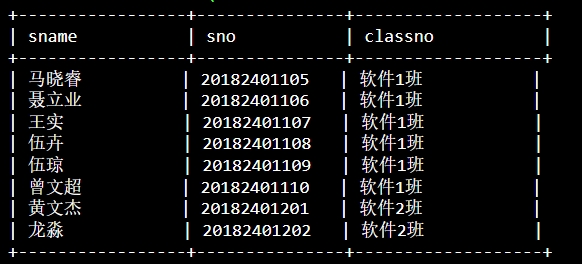 sname sno classno
马晓睿 20182401105 软件1班
聂立业 20182401106 软件1班
王实 20182401107 软件1班
伍卉 20182401108 软件1班
伍琼 20182401109 软件1班
曾文超 20182401110 软件1班
黄文杰 20182401201 软件2班
龙淼 20182401202 软件2班